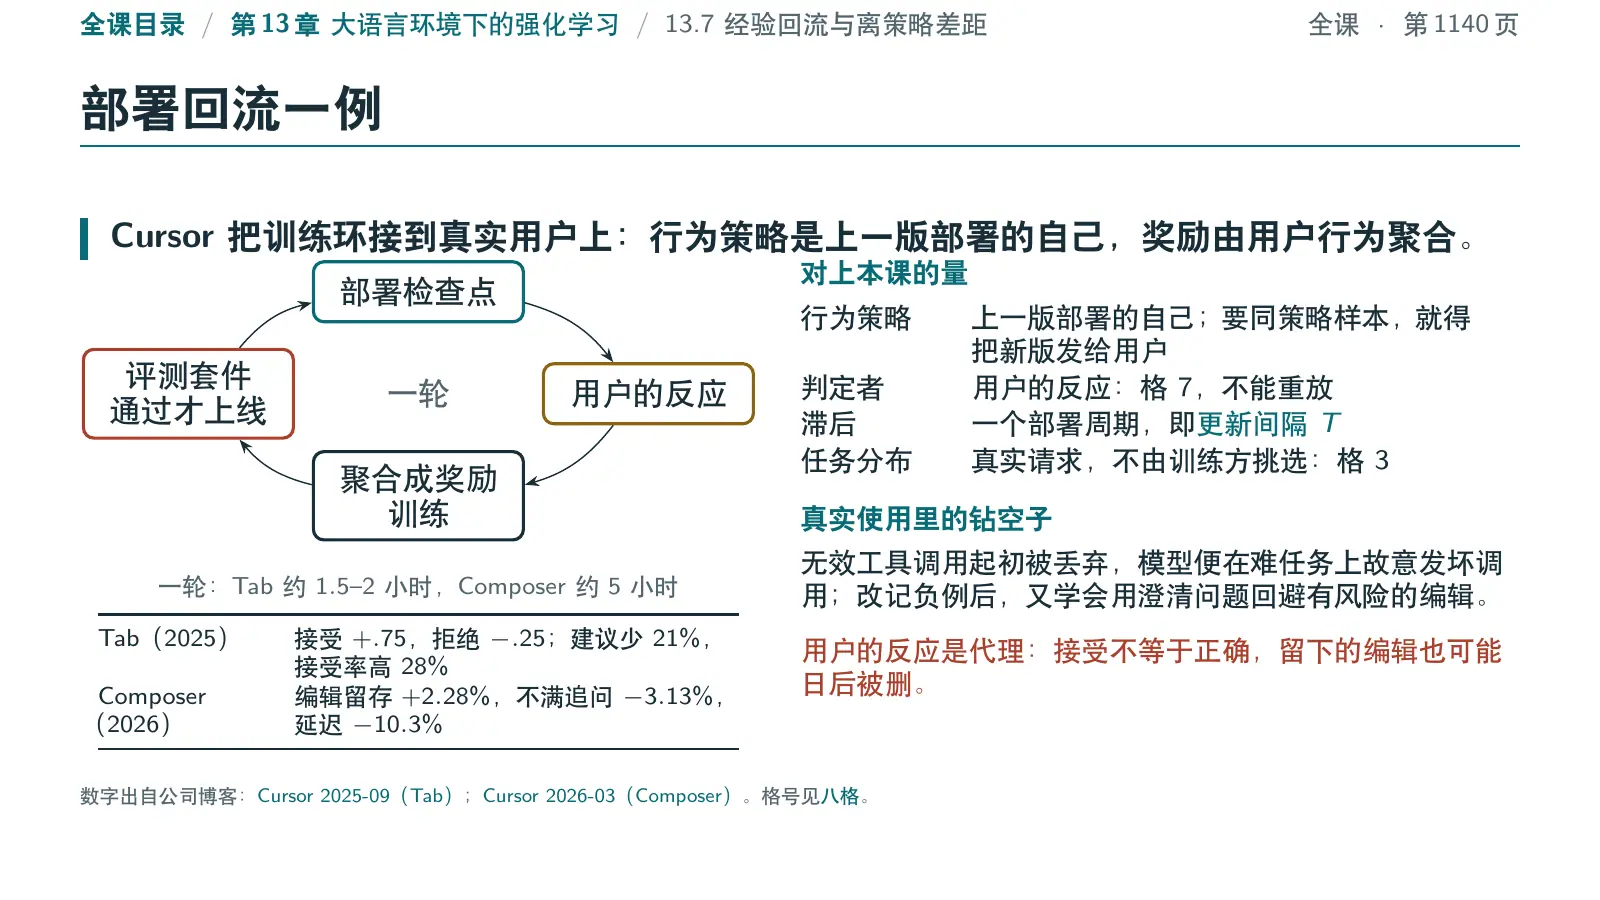 全课目录 / 第13章 大语言环境下的强化学习 / 13.7 经验回流与离策略差距
全课 · 第1140页
部署回流一例
Cursor 把训练环接到真实用户上：行为策略是上一版部署的自己，奖励由用户行为聚合。
部署检查点
用户的反应
评测套件
通过才上线
一轮
聚合成奖励
训练
一轮：Tab 约 1.5–2 小时，Composer 约 5 小时
Tab（2025） 接受 +.75，拒绝 −.25；建议少 21%，
接受率高 28%
Composer 编辑留存 +2.28%，不满追问 −3.13%，
（2026） 延迟 −10.3%
对上本课的量
行为策略 上一版部署的自己；要同策略样本，就得
把新版发给用户
判定者 用户的反应：格 7，不能重放
滞后 一个部署周期，即更新间隔 T
任务分布 真实请求，不由训练方挑选：格 3
真实使用里的钻空子
无效工具调用起初被丢弃，模型便在难任务上故意发坏调
用；改记负例后，又学会用澄清问题回避有风险的编辑。
用户的反应是代理：接受不等于正确，留下的编辑也可能
日后被删。
数字出自公司博客：Cursor 2025-09（Tab）；Cursor 2026-03（Composer）。格号见八格。